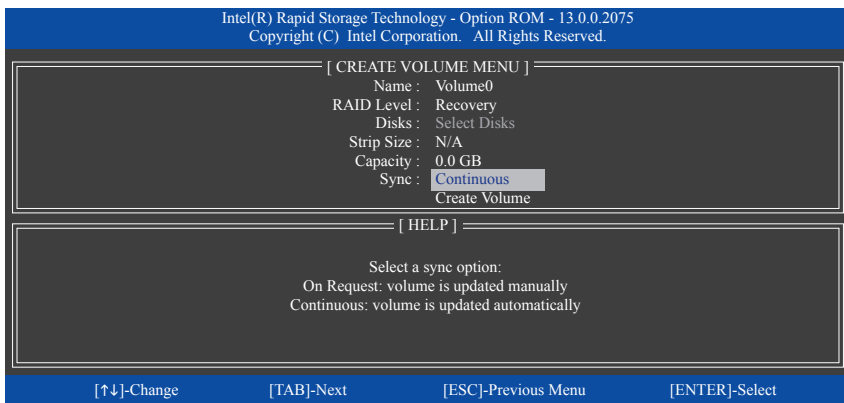 Intel(R) Rapid Storage Technology - Option ROM - 13.0.0.2075
Copyright (C) Intel Corporation. All Rights Reserved.
[ CREATE VOLUME MENU ]
Name : Volume0
RAID Level : Recovery
Disks : Select Disks
Strip Size : N/A
Capacity : 0.0 GB
Sync : Continuous
Create Volume
[ HELP ]
Select a sync option:
On Request: volume is updated manually
Continuous: volume is updated automatically
[↑↓]-Change [TAB]-Next [ESC]-Previous Menu [ENTER]-Select